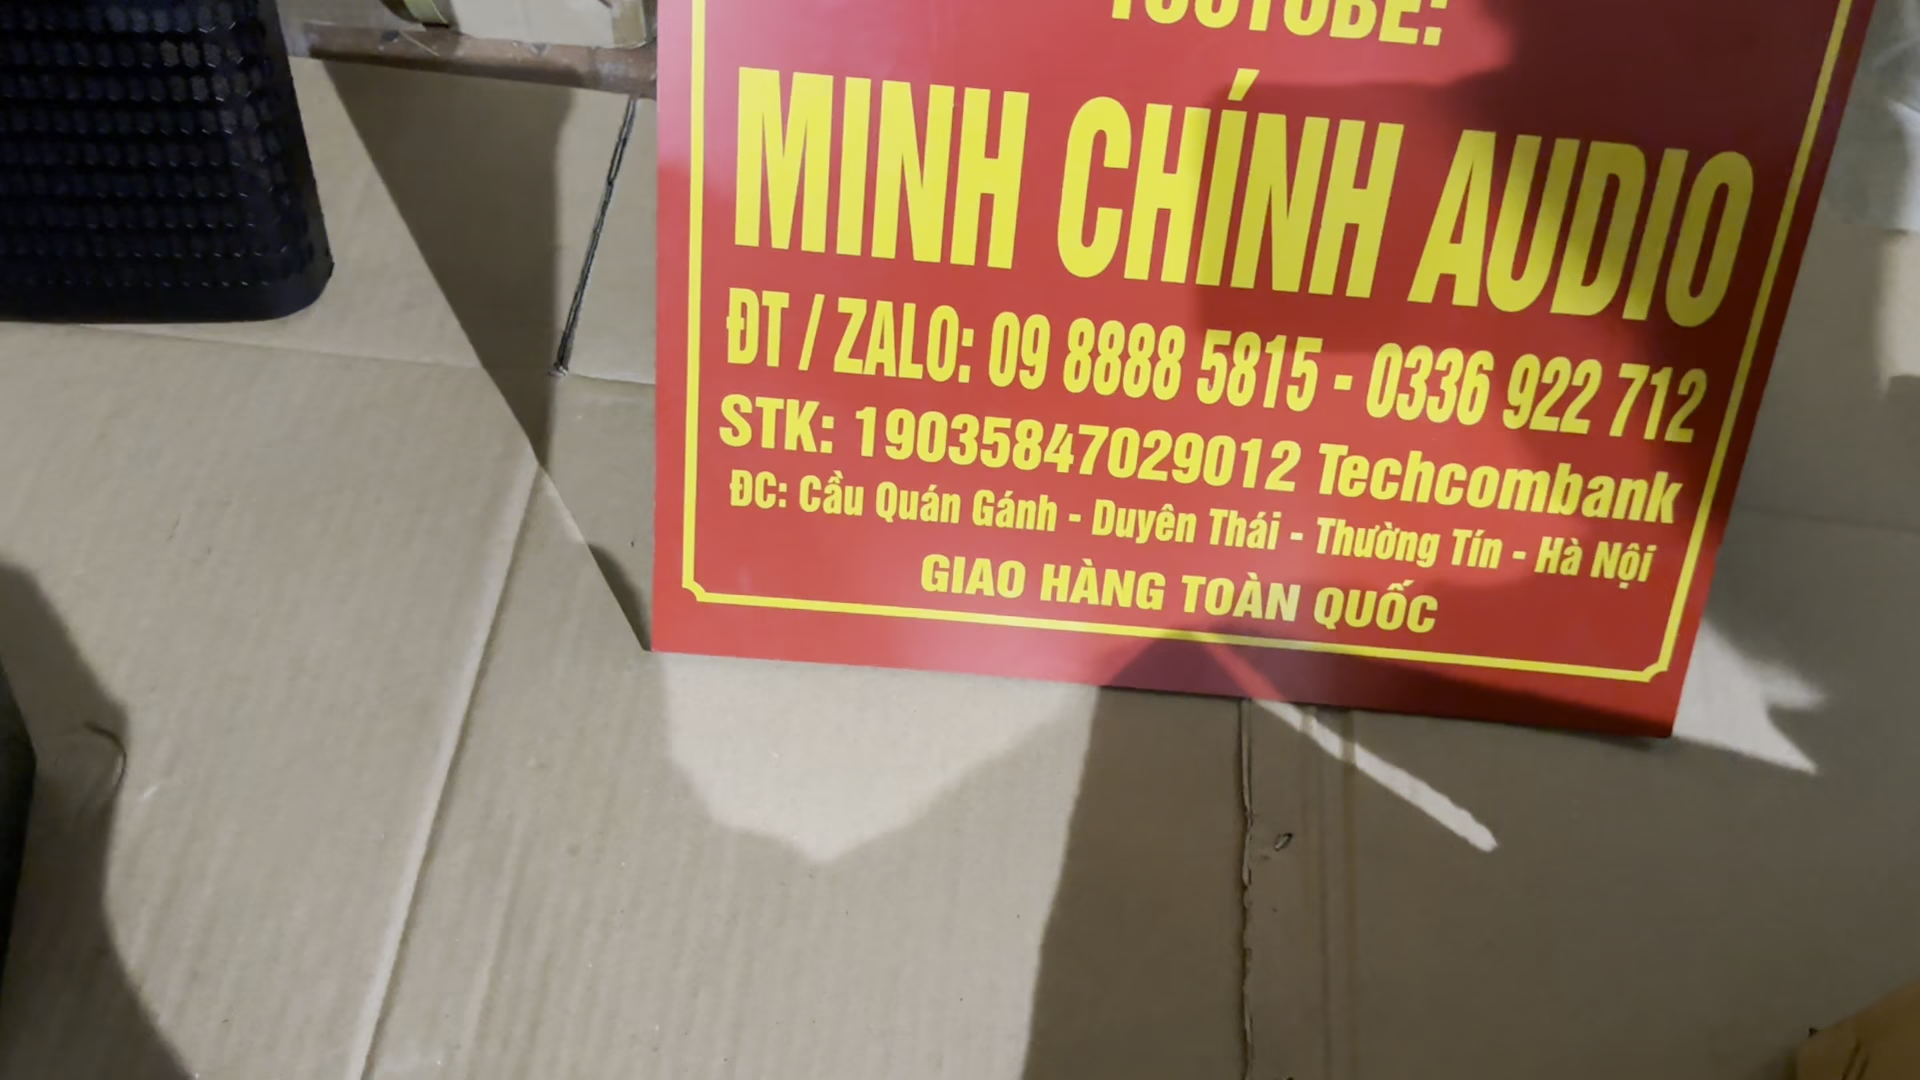 YOUTUBE:
MINH CHÍNH AUDIO
ĐT / ZALO: 09 8888 5815 - 0336 922 712
STK: 19035847029012 Techcombank
ĐC: Cầu Quán Gánh - Duyên Thái - Thường Tín - Hà Nội
GIAO HÀNG TOÀN QUỐC